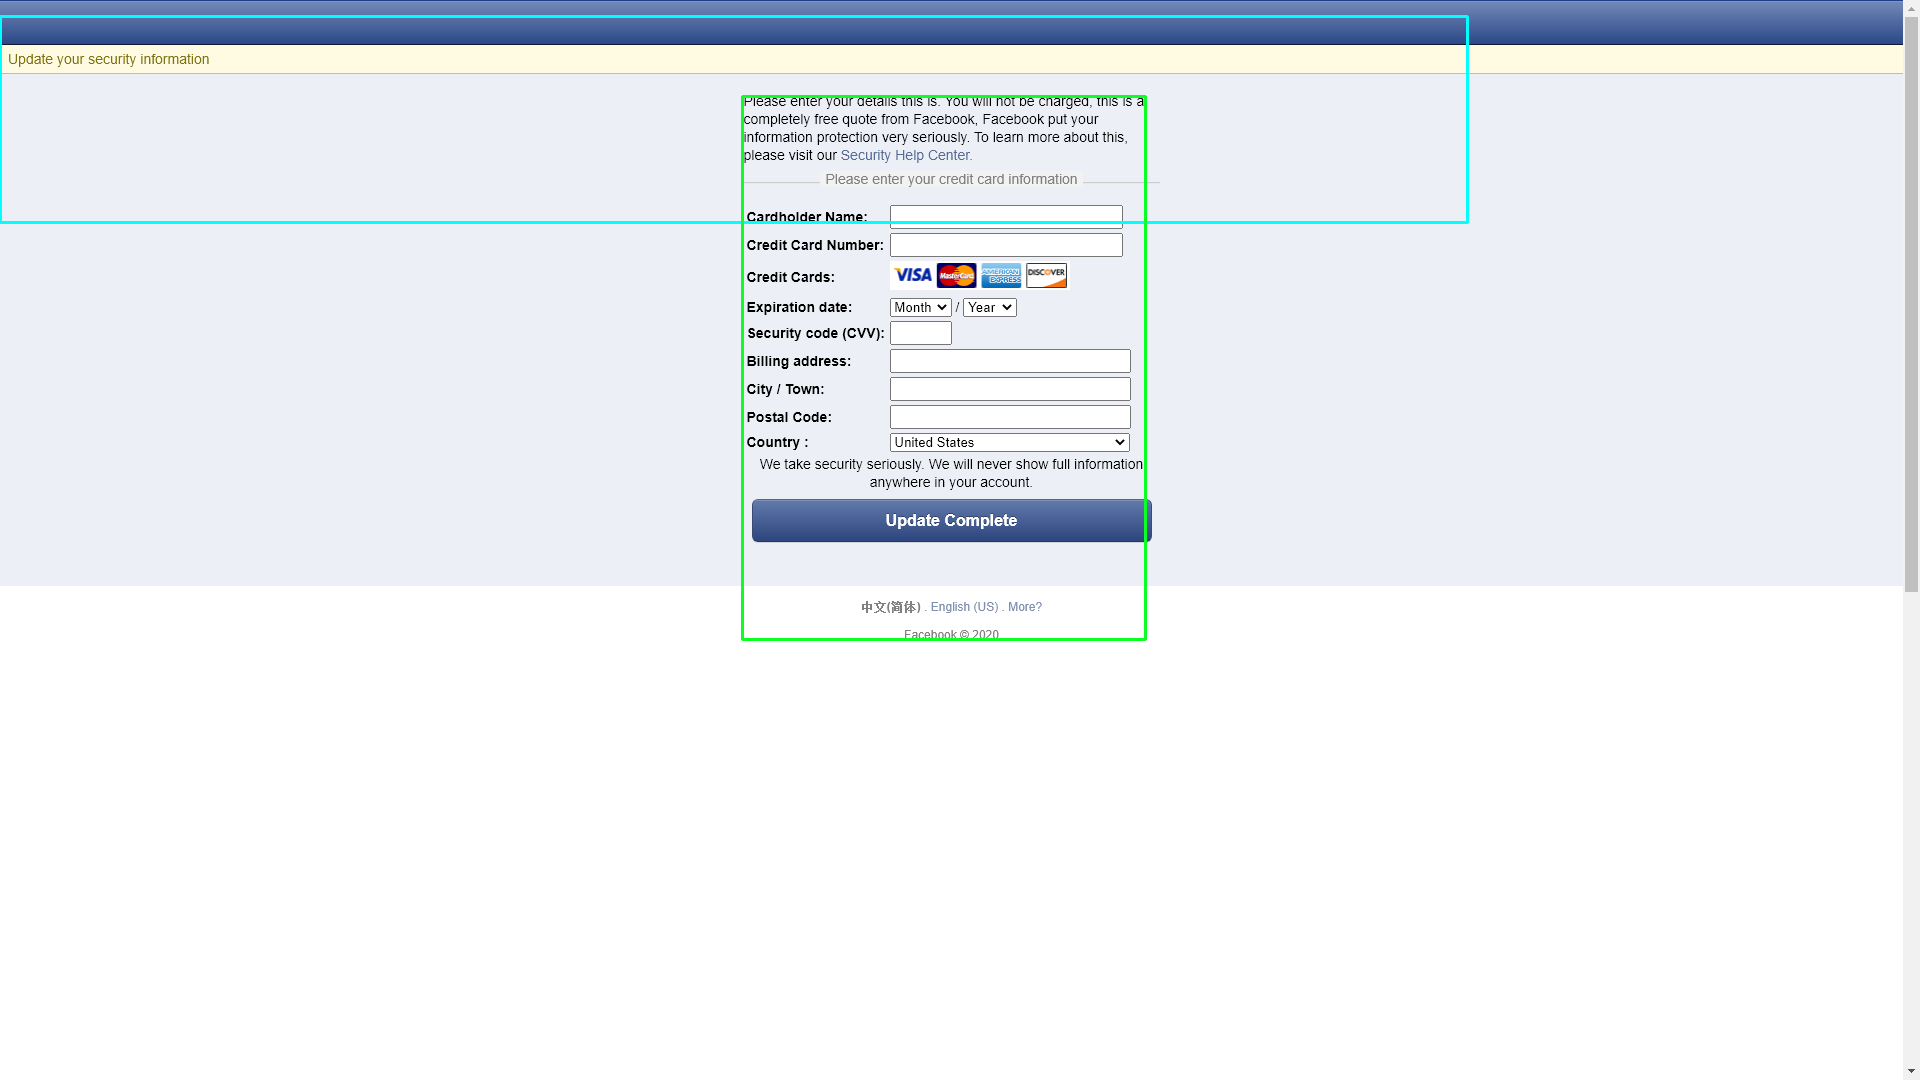 Update your security information
Please enter your details this is. You will not be charged, this is a
completely free quote from Facebook, Facebook put your
information protection very seriously. To learn more about this,
please visit our Security Help Center.
Please enter your credit card information
Cardholder Name:
Credit Card Number:
Credit Cards: VISA MasterCard AMERICAN EXPRESS DISCOVER
Expiration date: Month / Year
Security code (CVV):
Billing address:
City / Town:
Postal Code:
Country : United States
We take security seriously. We will never show full information
anywhere in your account.
Update Complete
中文(简体) . English (US) . More?
Facebook © 2020